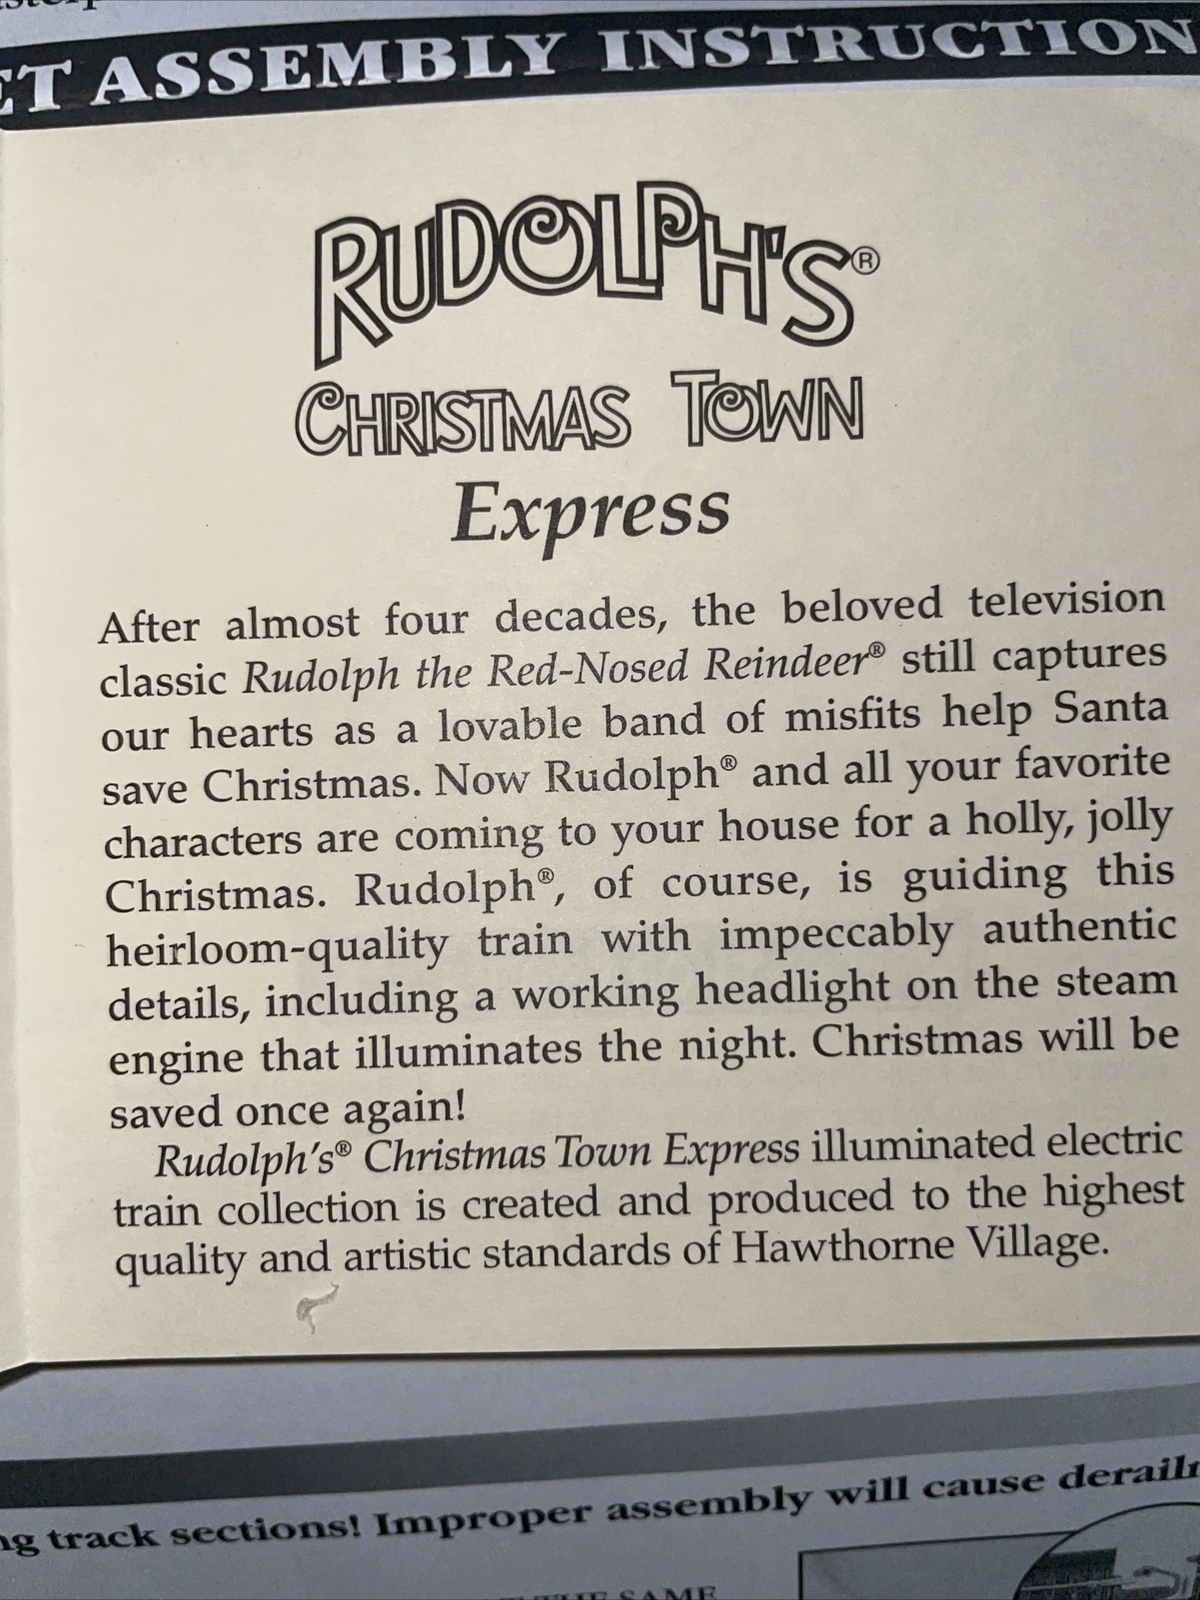 ASSEMBLY INSTRUCTION
RUDOLPH'S®
CHRISTMAS TOWN
Express
After almost four decades, the beloved television
classic Rudolph the Red-Nosed Reindeer® still captures
our hearts as a lovable band of misfits help Santa
save Christmas. Now Rudolph® and all your favorite
characters are coming to your house for a holly, jolly
Christmas. Rudolph®, of course, is guiding this
heirloom-quality train with impeccably authentic
details, including a working headlight on the steam
engine that illuminates the night. Christmas will be
saved once again!
Rudolph's® Christmas Town Express illuminated electric
train collection is created and produced to the highest
quality and artistic standards of Hawthorne Village.
track sections! Improper assembly will cause
THE SAME